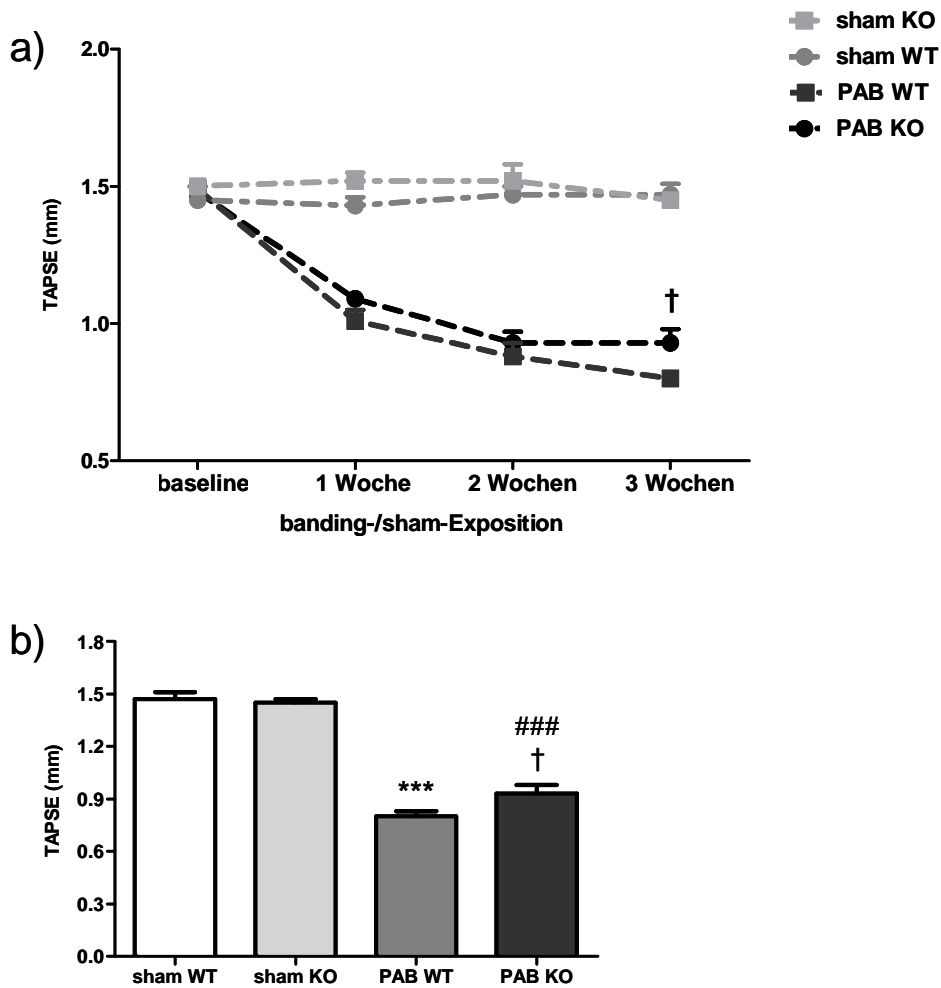 a)
sham KO
sham WT
PAB WT
PAB KO
2.0
1.5
1.0
0.5
TAPSE (mm)
†
baseline 1 Woche 2 Wochen 3 Wochen
banding-/sham-Exposition
b)
1.8
1.5
1.2
0.9
0.6
0.3
0.0
TAPSE (mm)
###
†
***
sham WT sham KO PAB WT PAB KO